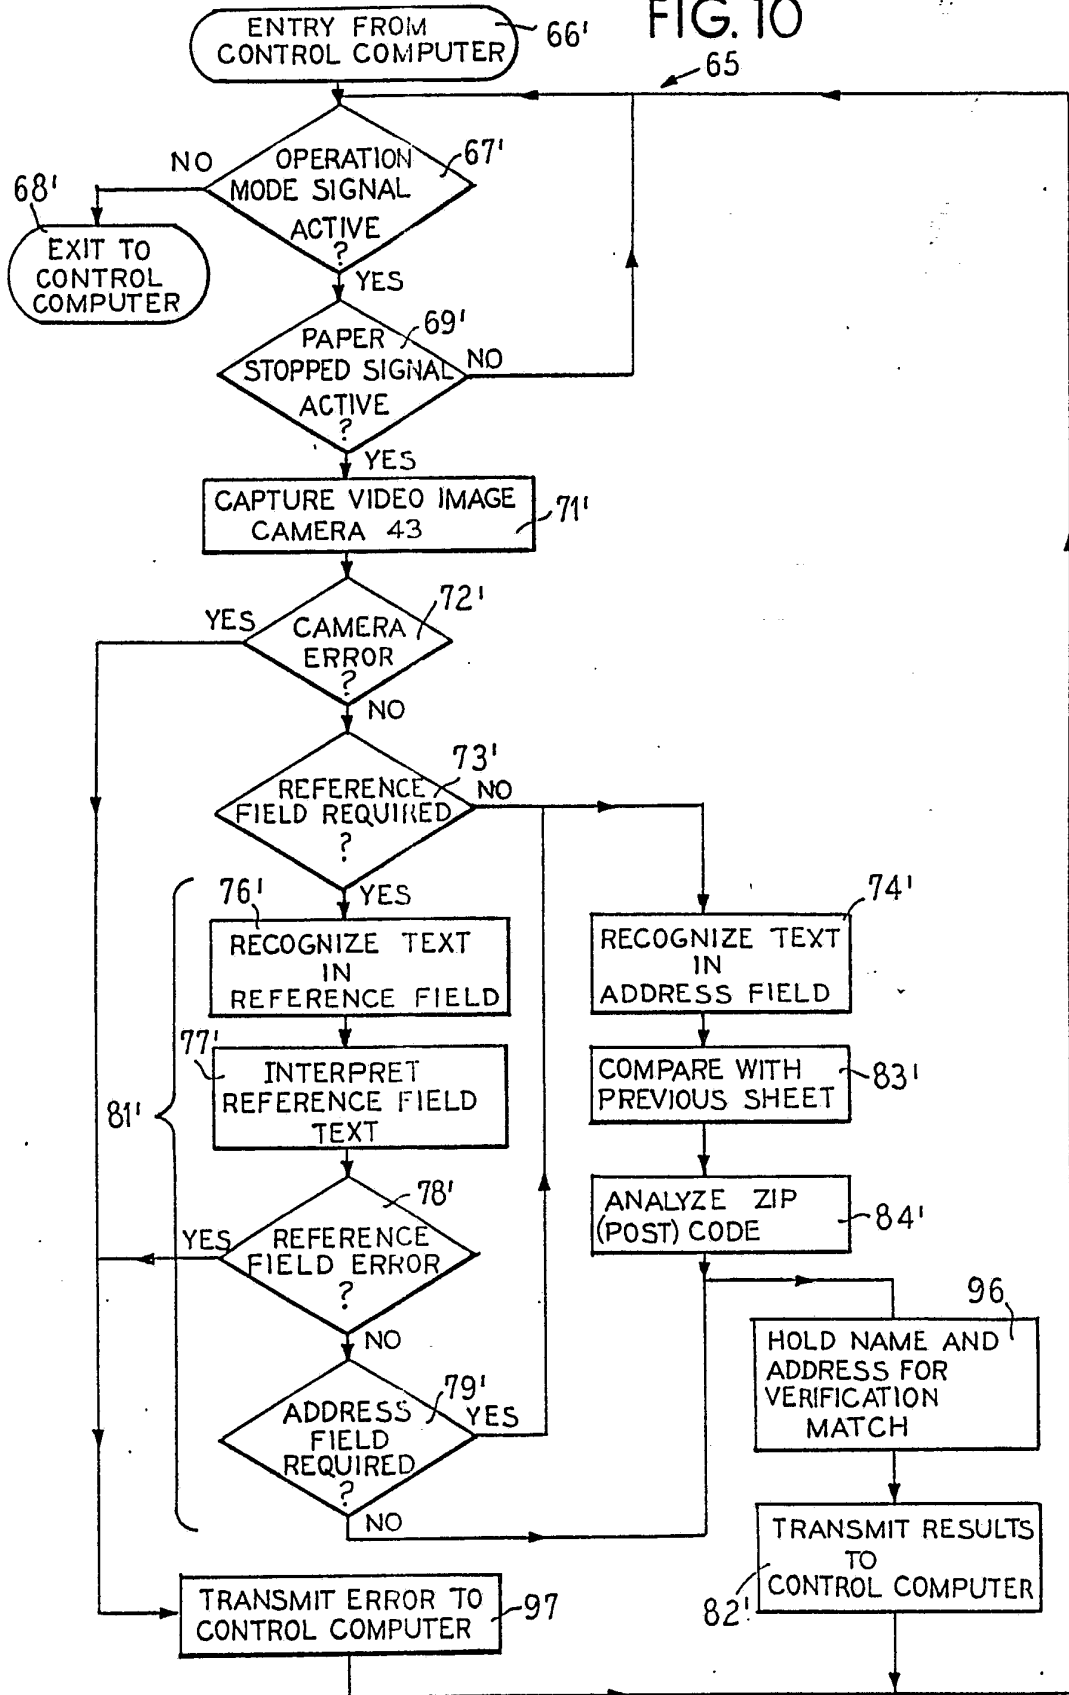 FIG. 10
ENTRY FROM
CONTROL COMPUTER
66'
65
NO
OPERATION
MODE SIGNAL
ACTIVE
?
67'
68'
EXIT TO
CONTROL
COMPUTER
YES
PAPER
STOPPED SIGNAL
ACTIVE
?
69'
NO
YES
CAPTURE VIDEO IMAGE
CAMERA 43
71'
YES
CAMERA
ERROR
?
72'
NO
REFERENCE
FIELD REQUIRED
?
73'
NO
YES
76'
RECOGNIZE TEXT
IN
REFERENCE FIELD
74'
RECOGNIZE TEXT
IN
ADDRESS FIELD
77'
INTERPRET
REFERENCE FIELD
TEXT
COMPARE WITH
PREVIOUS SHEET
83'
81'
YES
REFERENCE
FIELD ERROR
?
78'
ANALYZE ZIP
(POST) CODE
84'
NO
96
HOLD NAME AND
ADDRESS FOR
VERIFICATION
MATCH
ADDRESS
FIELD
REQUIRED
?
79'
YES
NO
TRANSMIT RESULTS
TO
CONTROL COMPUTER
82'
TRANSMIT ERROR TO
CONTROL COMPUTER
97